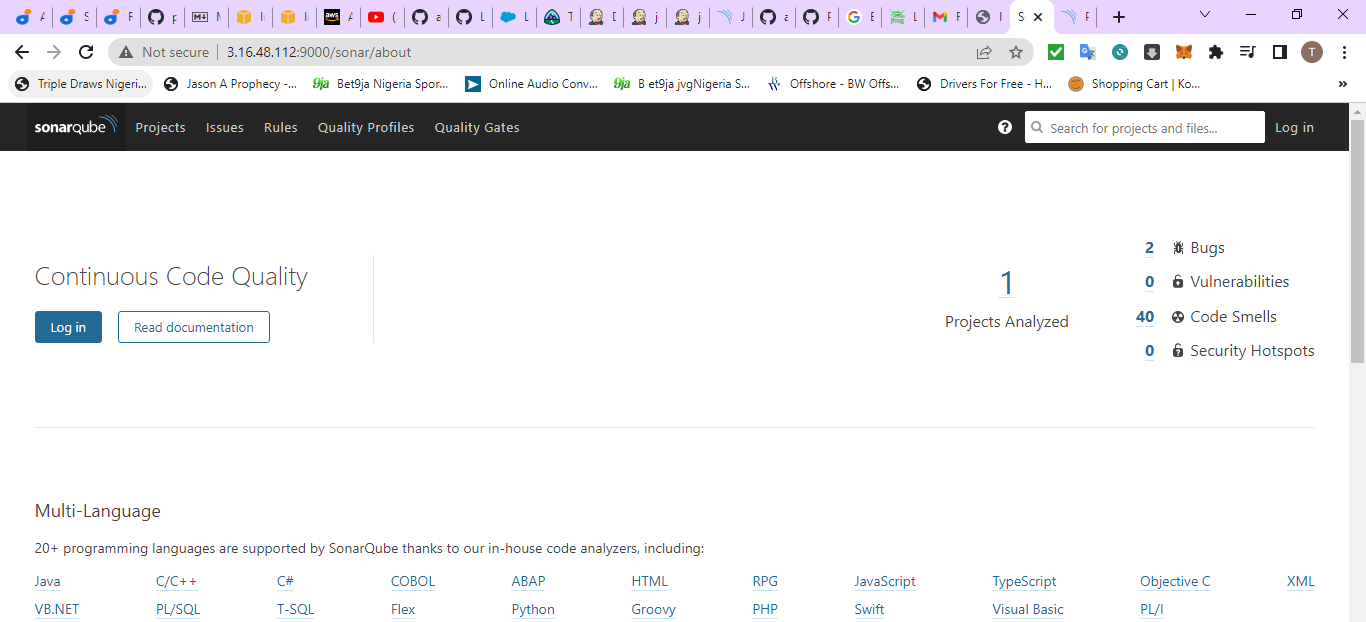 Not secure | 3.16.48.112:9000/sonar/about
Triple Draws Nigeri... Jason A Prophecy -... Bet9ja Nigeria Spor... Online Audio Conv... B et9ja jvgNigeria S... Offshore - BW Offs... Drivers For Free - H... Shopping Cart | Ko... »
sonarqube Projects Issues Rules Quality Profiles Quality Gates Search for projects and files... Log in
2 Bugs
Continuous Code Quality
1
0 Vulnerabilities
Log in Read documentation
Projects Analyzed
40 Code Smells
0 Security Hotspots
Multi-Language
20+ programming languages are supported by SonarQube thanks to our in-house code analyzers, including:
Java C/C++ C# COBOL ABAP HTML RPG JavaScript TypeScript Objective C XML
VB.NET PL/SQL T-SQL Flex Python Groovy PHP Swift Visual Basic PL/I